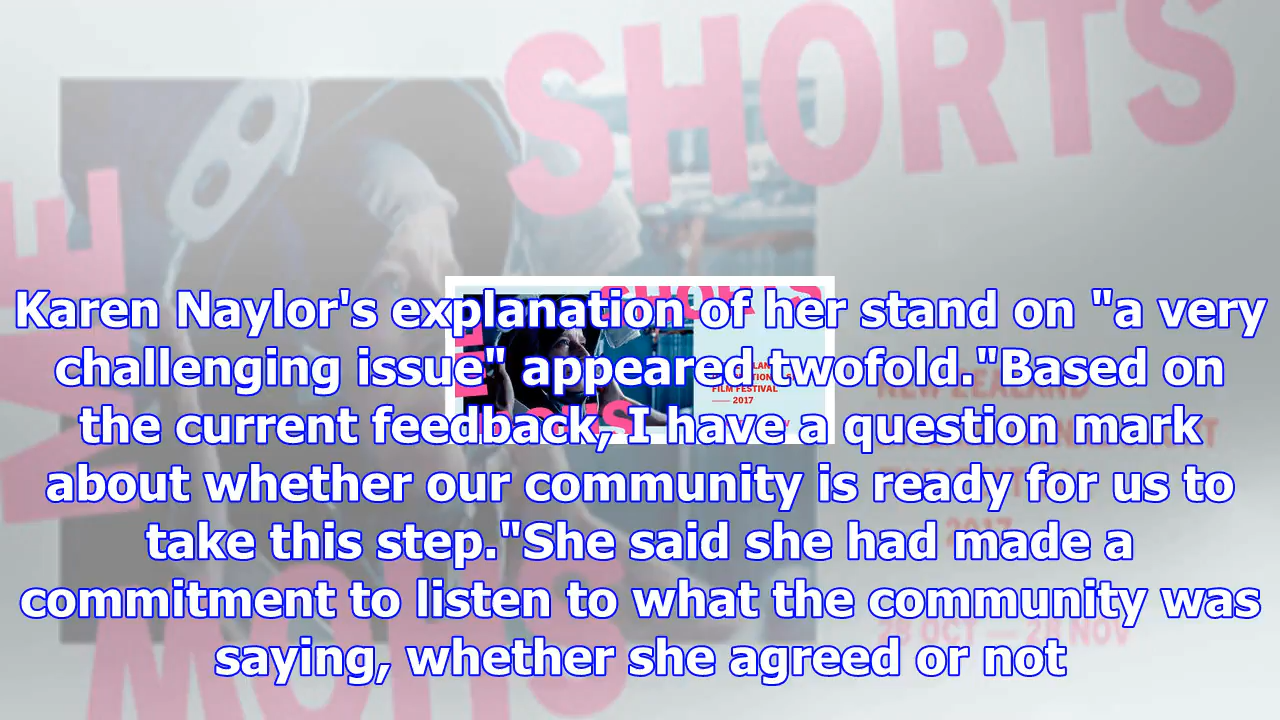 SHORTS
Karen Naylor's explanation of her stand on "a very
challenging issue" appeared twofold."Based on
the current feedback, I have a question mark
about whether our community is ready for us to
take this step."She said she had made a
commitment to listen to what the community was
saying, whether she agreed or not
FILM FESTIVAL
2017